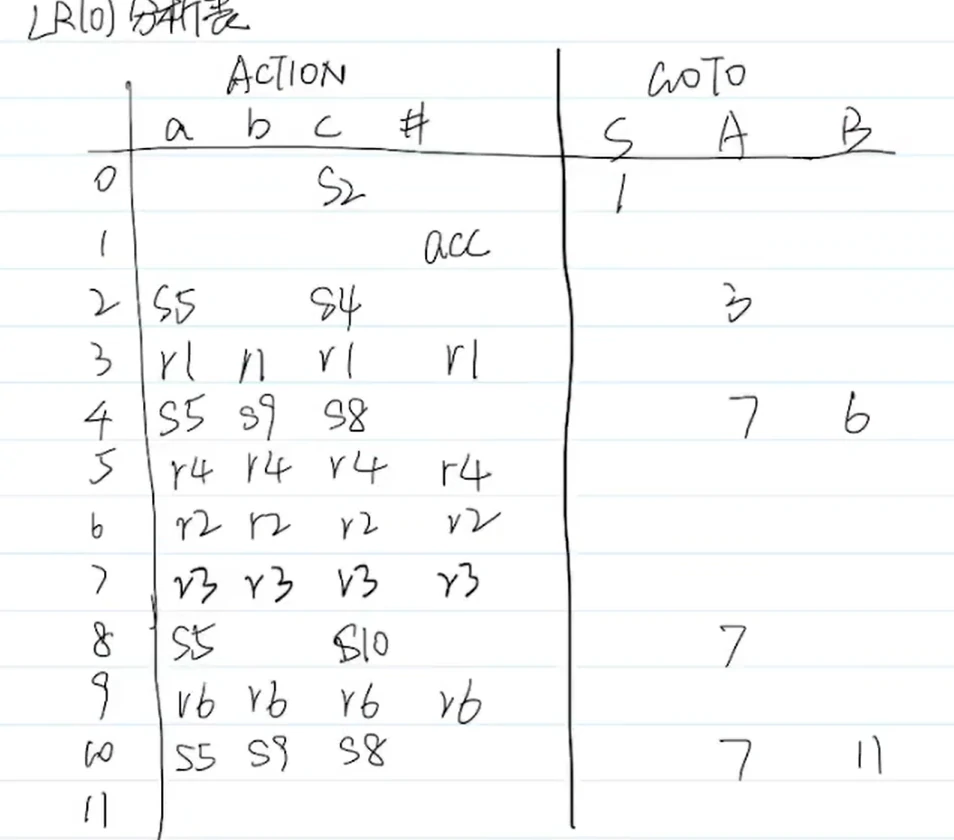 LR(0) 分析表
ACTION GOTO
a b c # S A B
0 S2 1
1 acc
2 S5 S4 3
3 r1 r1 r1 r1
4 S5 S9 S8 7 6
5 r4 r4 r4 r4
6 r2 r2 r2 r2
7 r3 r3 r3 r3
8 S5 S10 7
9 r6 r6 r6 r6
10 S5 S9 S8 7 11
11